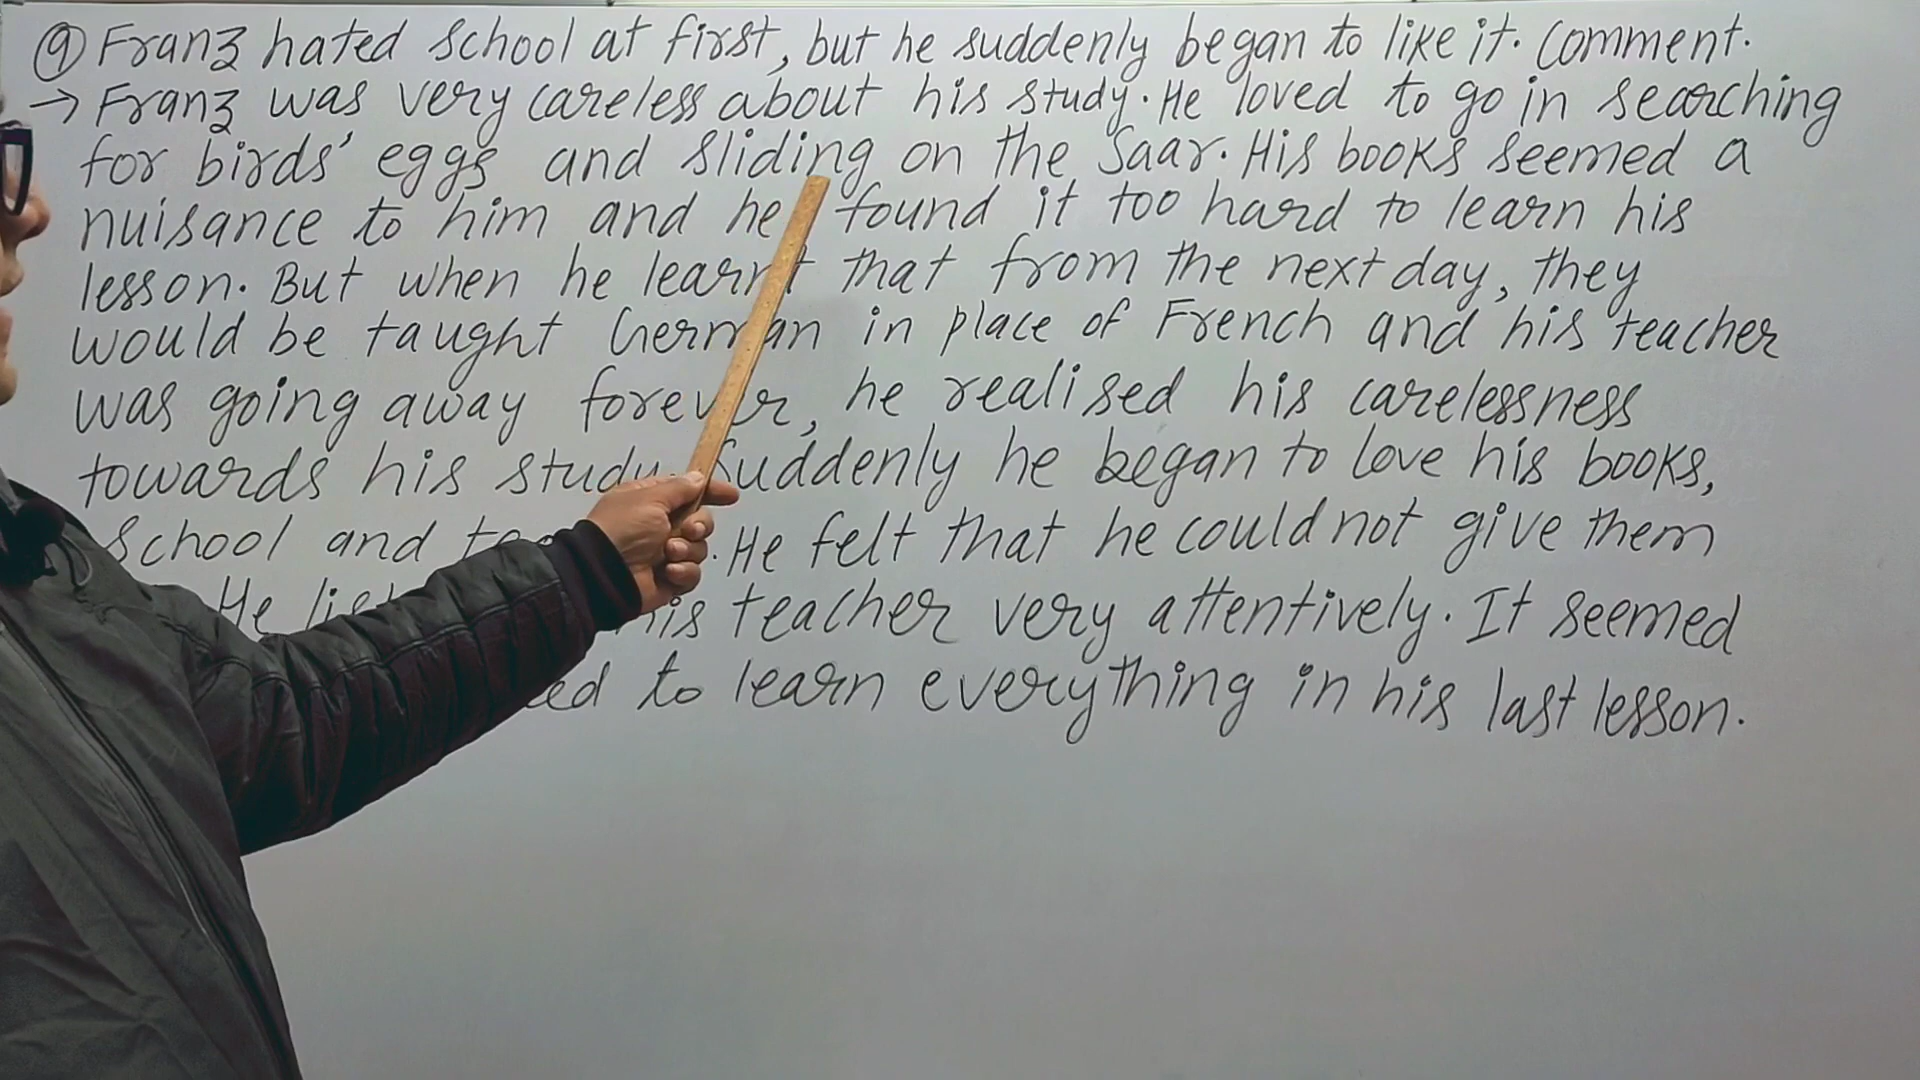 ⑨ Franz hated school at first, but he suddenly began to like it. Comment.
→ Franz was very careless about his study. He loved to go in searching
for birds' eggs and sliding on the Saar. His books seemed a
nuisance to him and he found it too hard to learn his
lesson. But when he learnt that from the next day, they
would be taught German in place of French and his teacher
was going away forever, he realised his carelessness
towards his study. Suddenly he began to love his books,
school and . He felt that he could not give them
He his teacher very attentively. It seemed
to learn everything in his last lesson.